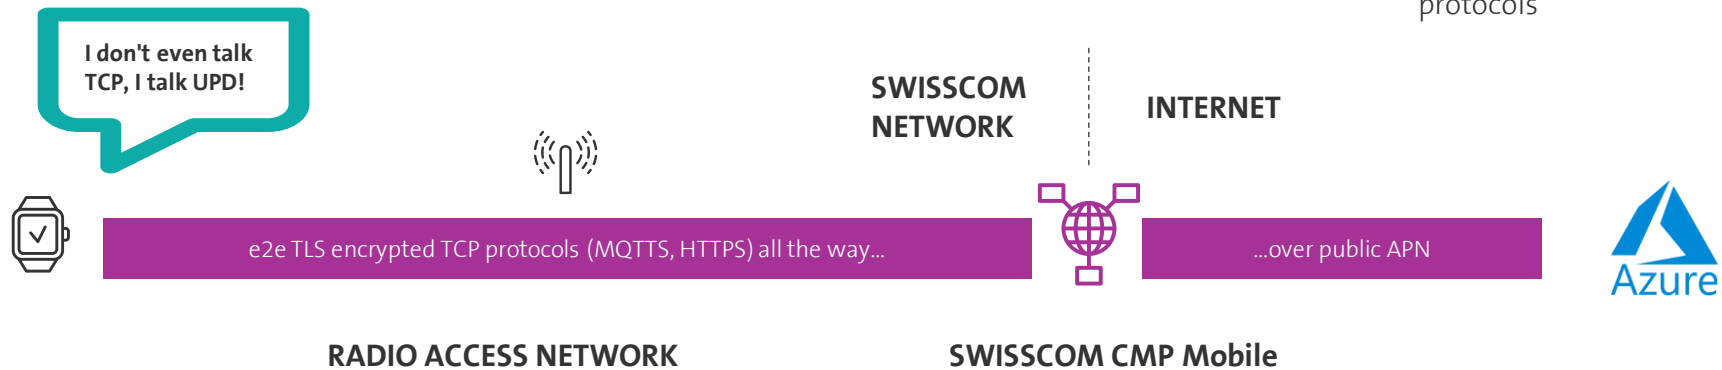 protocols
I don't even talk
TCP, I talk UPD!
SWISSCOM
NETWORK
INTERNET
e2e TLS encrypted TCP protocols (MQTTS, HTTPS) all the way...
...over public APN
Azure
RADIO ACCESS NETWORK
SWISSCOM CMP Mobile